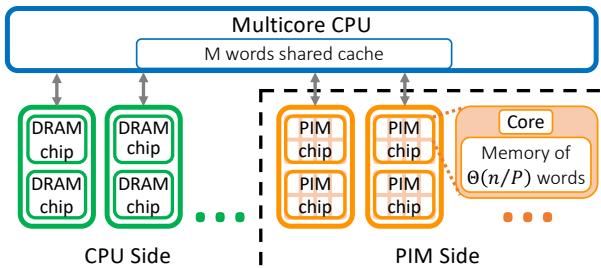 Multicore CPU
M words shared cache
DRAM
chip
DRAM
chip
DRAM
chip
DRAM
chip
PIM
chip
PIM
chip
PIM
chip
PIM
chip
Core
Memory of
Θ(n/P) words
CPU Side
PIM Side